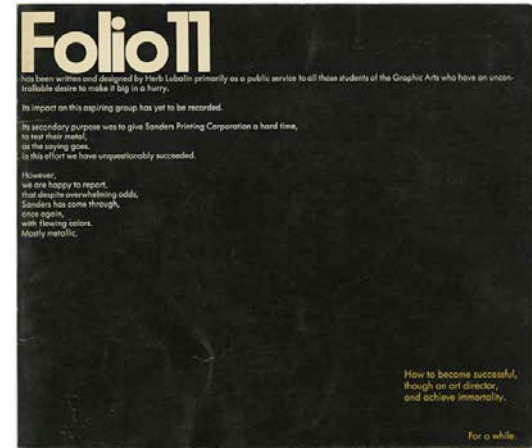 Folio 11
has been written and designed by Herb Lubalin primarily as a public service to all those students of the Graphic Arts who have an uncon-
trollable desire to make it big in a hurry.
Its impact on this aspiring group has yet to be recorded.
Its secondary purpose was to give Sanders Printing Corporation a hard time,
to test their metal,
as the saying goes.
In this effort we have unquestionably succeeded.
However,
we are happy to report,
that despite overwhelming odds,
Sanders has come through,
once again,
with flewing colors.
Mostly metallic.
How to become successful,
though an art director,
and achieve immortality.
For a while.